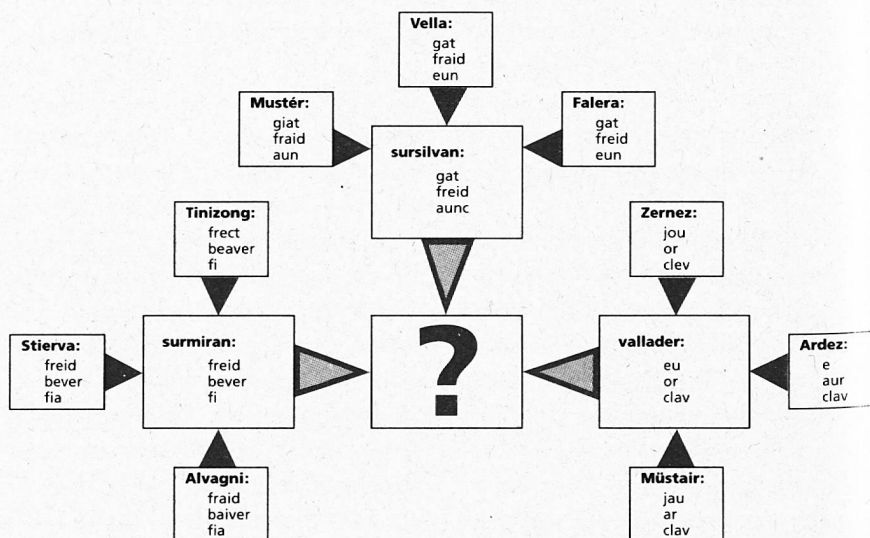 Vella:
gat
fraid
eun
Mustér:
giat
fraid
aun
Falera:
gat
freid
eun
sursilvan:
gat
freid
aunc
Tinizong:
frect
beaver
fi
Zernez:
jou
or
clev
Stierva:
freid
bever
fia
surmiran:
freid
bever
fi
?
vallader:
eu
or
clav
Ardez:
e
aur
clav
Alvagni:
fraid
baiver
fia
Müstair:
jau
ar
clav